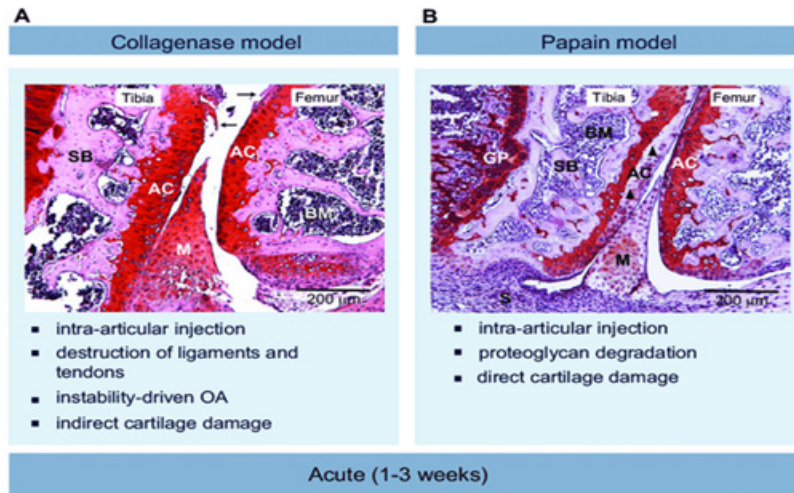 A
Collagenase model
Tibia
Femur
SB
AC
AC
BM
M
200 µm
▪ intra-articular injection
▪ destruction of ligaments and
tendons
▪ instability-driven OA
▪ indirect cartilage damage
B
Papain model
Tibia
Femur
BM
GP
SB
AC
AC
M
S
200 µm
▪ intra-articular injection
▪ proteoglycan degradation
▪ direct cartilage damage
Acute (1-3 weeks)